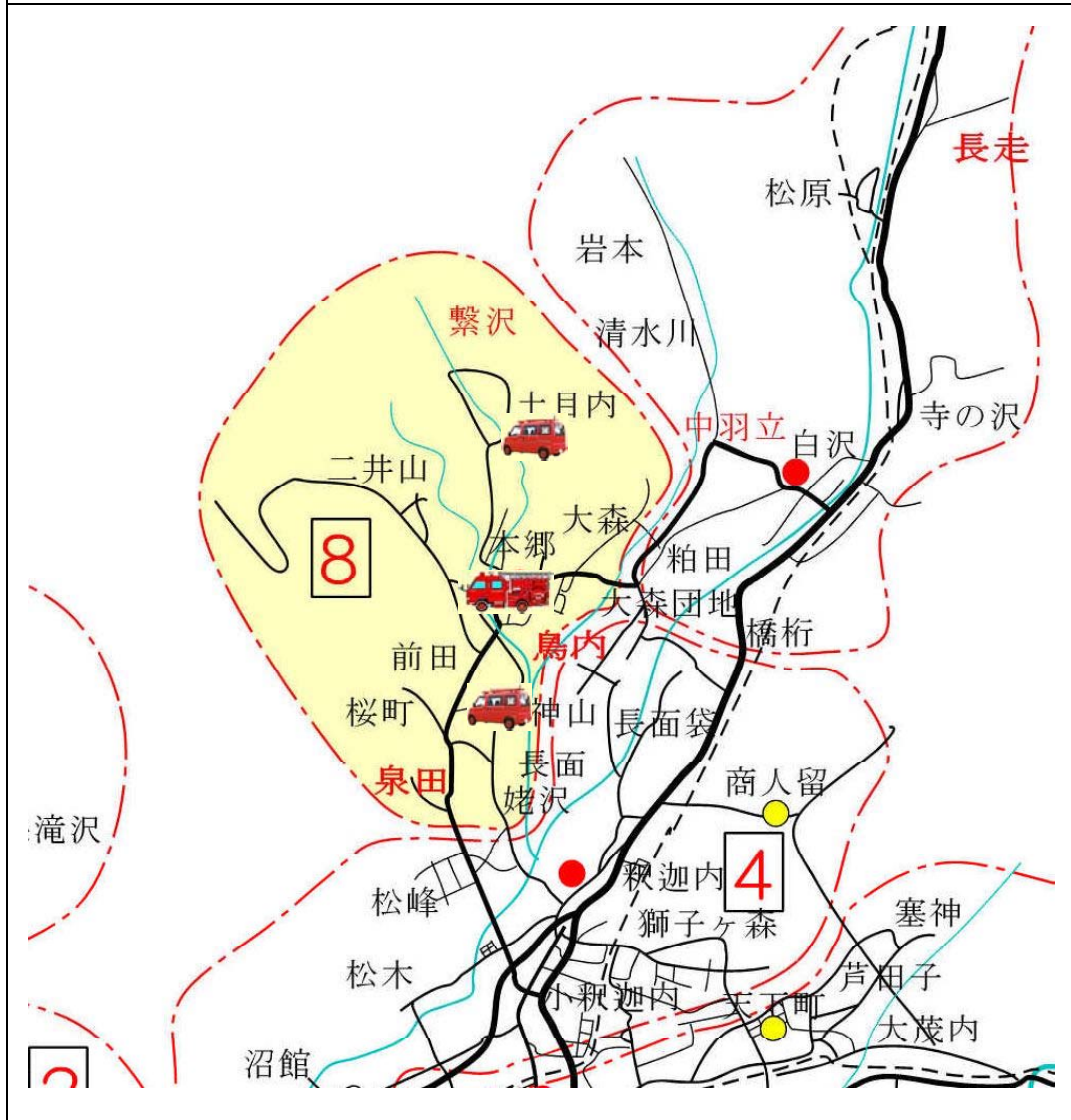 長走
松原
岩本
繋沢
清水川
寺の沢
中羽立
白沢
二井山
大森
本郷
8
粕田
大森団地
橋桁
鳥内
前田
神山
桜町
長面袋
長面
泉田
商人留
姥沢
滝沢
釈迦内
4
松峰
獅子ヶ森
塞神
松木
芦田子
小釈迦内
天下町
大茂内
沼館